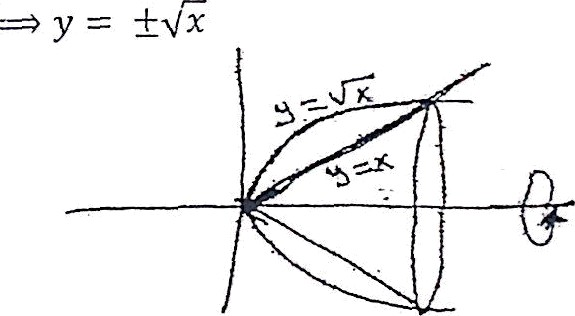 ⟹ y = ±√x
y=√x
y=x